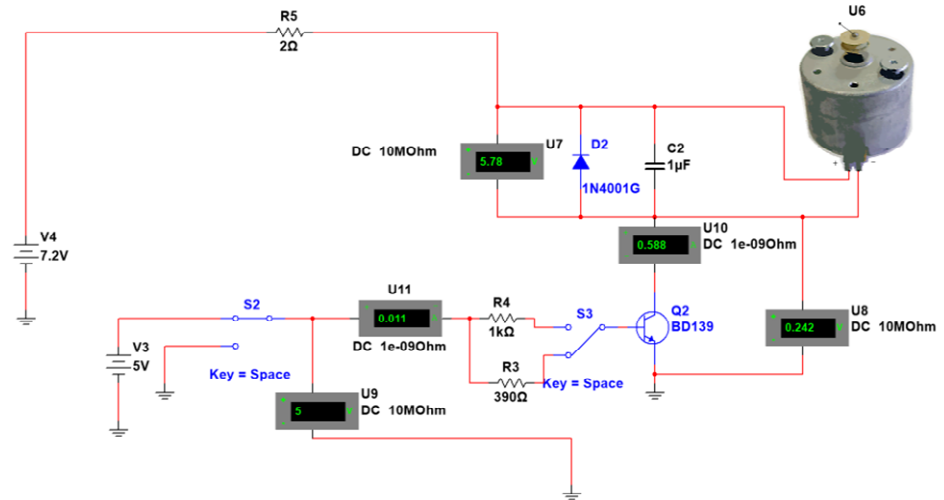 R5
2Ω
U6
DC 10MOhm
5.78
V
U7
D2
1N4001G
C2
1µF
V4
7.2V
0.588
U10
DC 1e-09Ohm
S2
U11
0.011
DC 1e-09Ohm
R4
1kΩ
S3
Q2
BD139
U8
DC 10MOhm
0.242
V3
5V
Key = Space
R3
390Ω
Key = Space
U9
DC 10MOhm
5